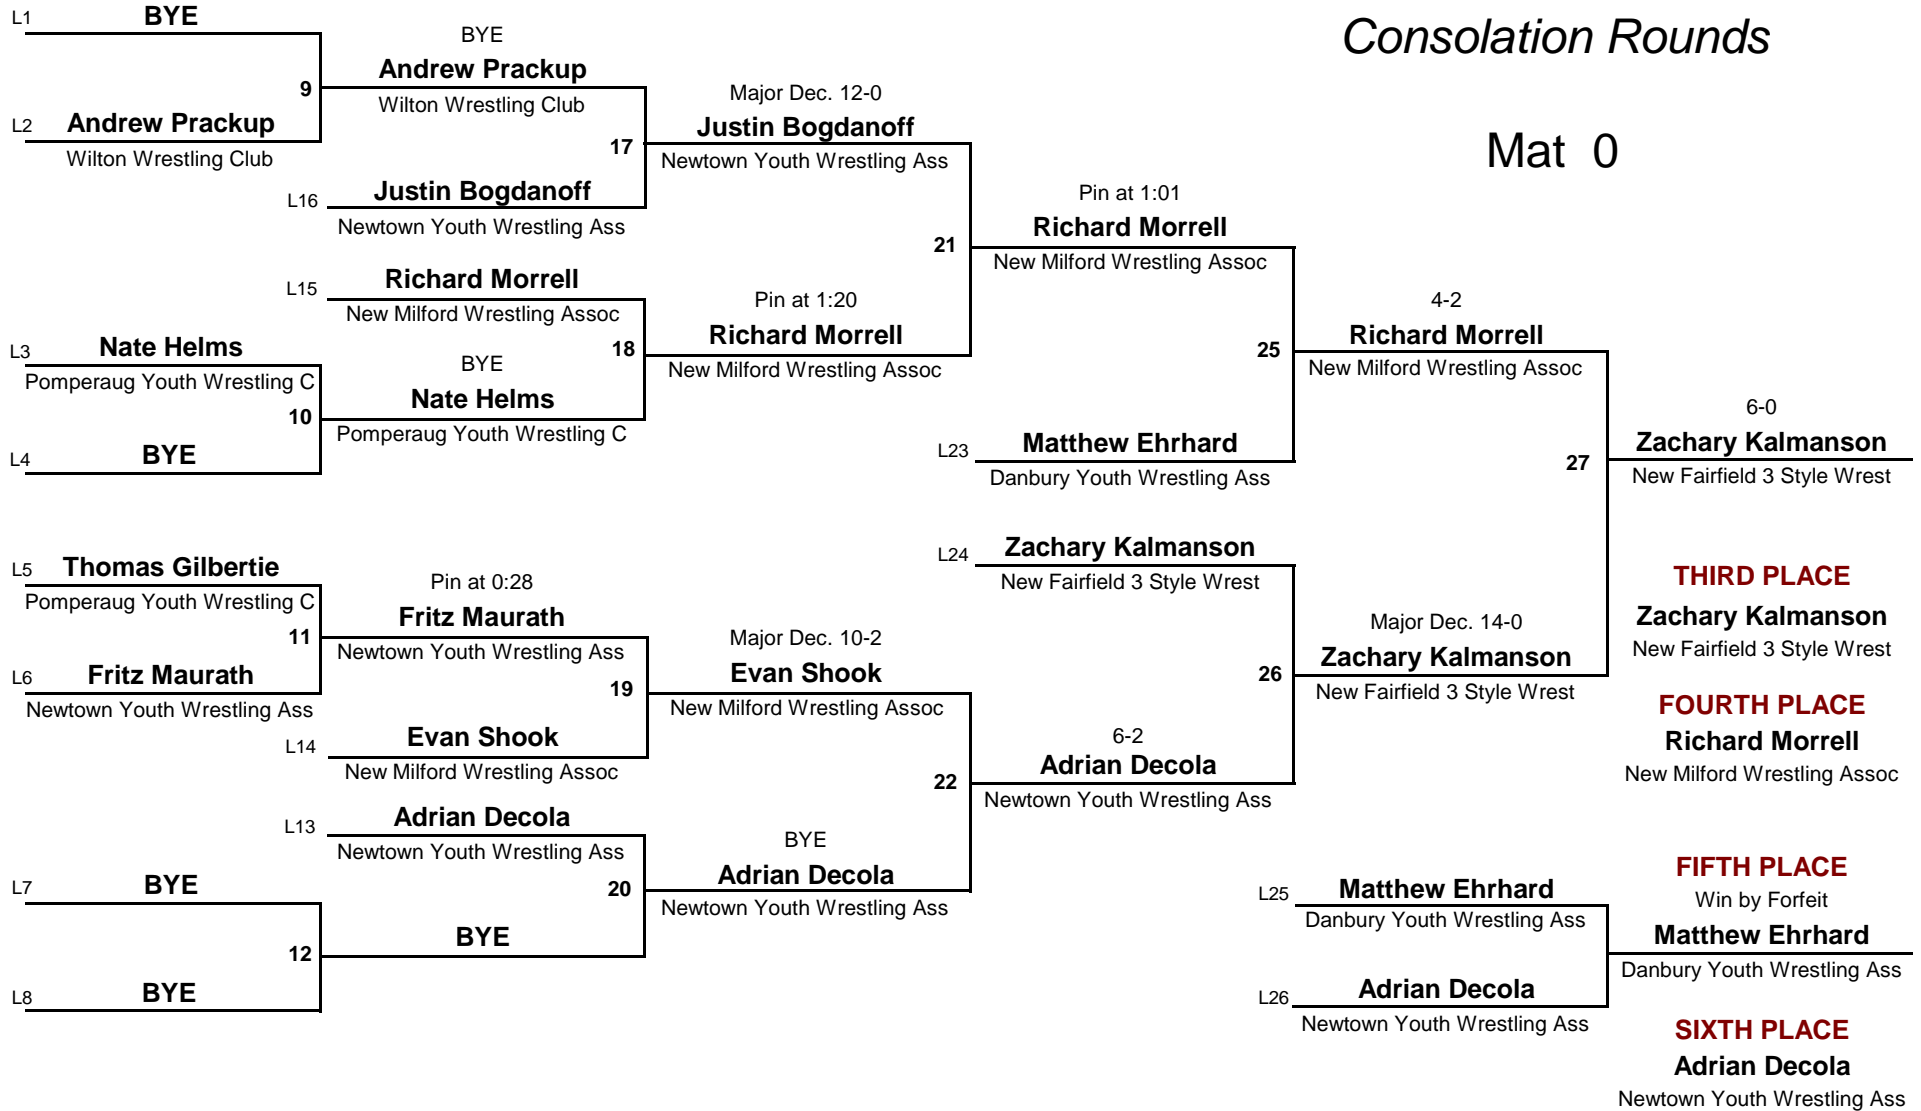 Consolation Rounds
Mat 0
L1
BYE
9
L2
Andrew Prackup
Wilton Wrestling Club
L3
Nate Helms
Pomperaug Youth Wrestling C
10
L4
BYE
L5
Thomas Gilbertie
Pomperaug Youth Wrestling C
11
L6
Fritz Maurath
Newtown Youth Wrestling Ass
L7
BYE
12
L8
BYE
BYE
Andrew Prackup
Wilton Wrestling Club
17
L16
Justin Bogdanoff
Newtown Youth Wrestling Ass
L15
Richard Morrell
New Milford Wrestling Assoc
18
BYE
Nate Helms
Pomperaug Youth Wrestling C
Pin at 0:28
Fritz Maurath
Newtown Youth Wrestling Ass
19
L14
Evan Shook
New Milford Wrestling Assoc
L13
Adrian Decola
Newtown Youth Wrestling Ass
20
BYE
Major Dec. 12-0
Justin Bogdanoff
Newtown Youth Wrestling Ass
21
Pin at 1:20
Richard Morrell
New Milford Wrestling Assoc
Major Dec. 10-2
Evan Shook
New Milford Wrestling Assoc
22
BYE
Adrian Decola
Newtown Youth Wrestling Ass
Pin at 1:01
Richard Morrell
New Milford Wrestling Assoc
25
L23
Matthew Ehrhard
Danbury Youth Wrestling Ass
L24
Zachary Kalmanson
New Fairfield 3 Style Wrest
26
6-2
Adrian Decola
Newtown Youth Wrestling Ass
4-2
Richard Morrell
New Milford Wrestling Assoc
27
Major Dec. 14-0
Zachary Kalmanson
New Fairfield 3 Style Wrest
L25
Matthew Ehrhard
Danbury Youth Wrestling Ass
L26
Adrian Decola
Newtown Youth Wrestling Ass
6-0
Zachary Kalmanson
New Fairfield 3 Style Wrest
THIRD PLACE
Zachary Kalmanson
New Fairfield 3 Style Wrest
FOURTH PLACE
Richard Morrell
New Milford Wrestling Assoc
FIFTH PLACE
Win by Forfeit
Matthew Ehrhard
Danbury Youth Wrestling Ass
SIXTH PLACE
Adrian Decola
Newtown Youth Wrestling Ass